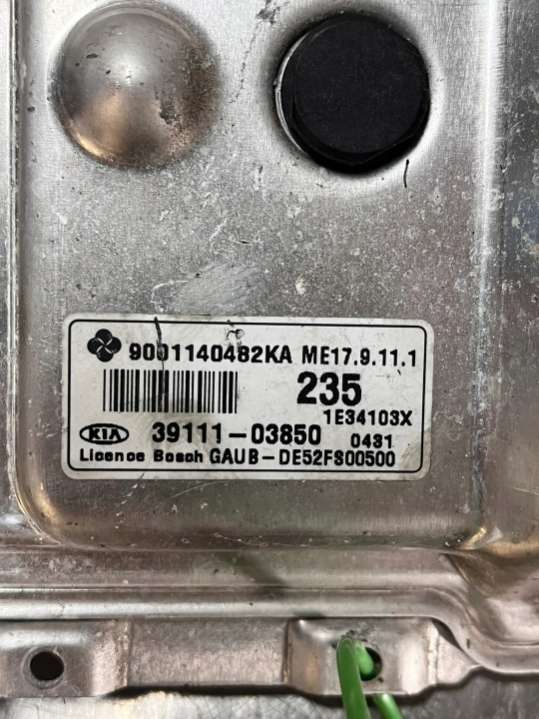 9001140482KA ME17.9.11.1
235
1E34103X
KIA 39111-03850 0431
Licence Bosch GAUB-DE52FS00500